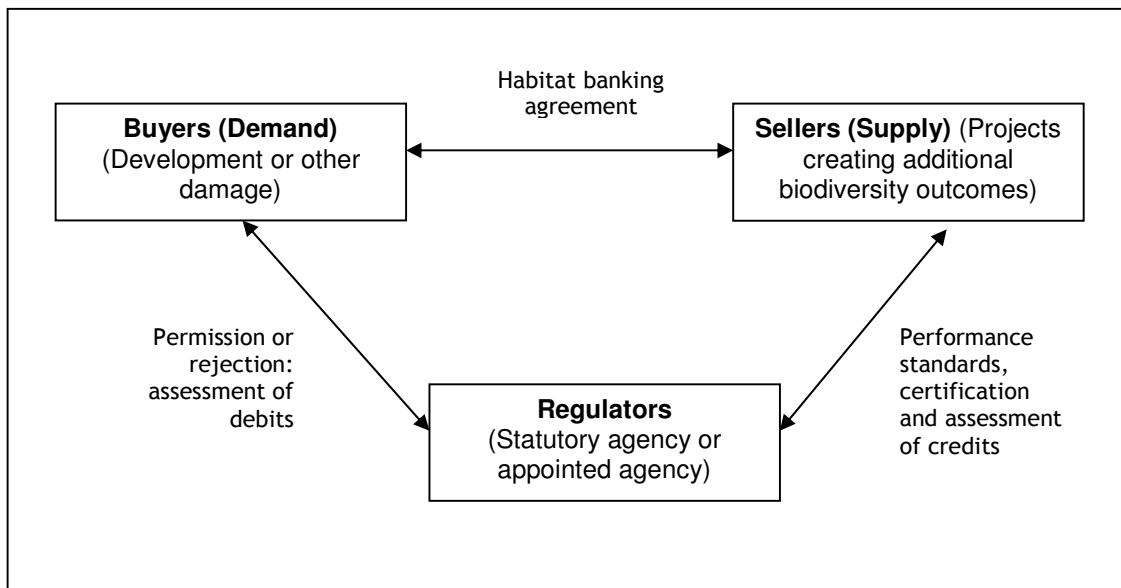 Habitat banking
agreement
Buyers (Demand)
(Development or other
damage)
Sellers (Supply) (Projects
creating additional
biodiversity outcomes)
Permission or
rejection:
assessment of
debits
Performance
standards,
certification
and assessment
of credits
Regulators
(Statutory agency or
appointed agency)